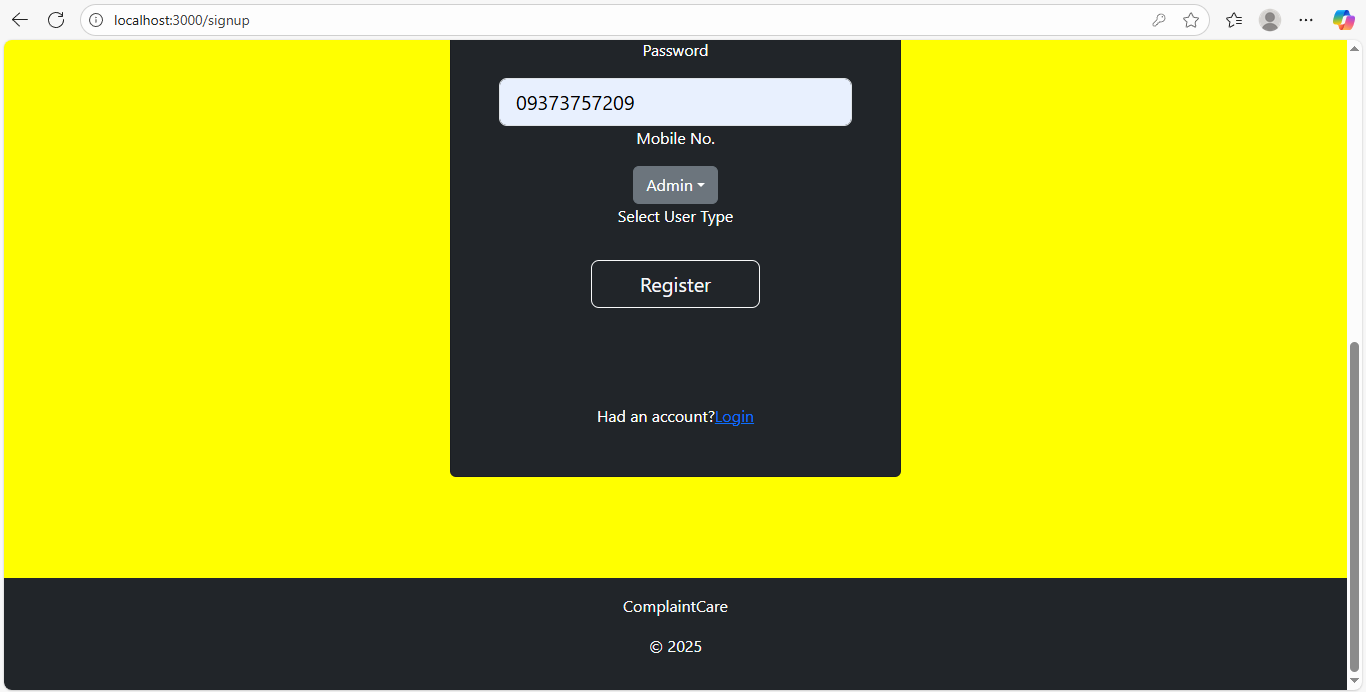 localhost:3000/signup
Password
09373757209
Mobile No.
Admin
Select User Type
Register
Had an account?Login
ComplaintCare
© 2025